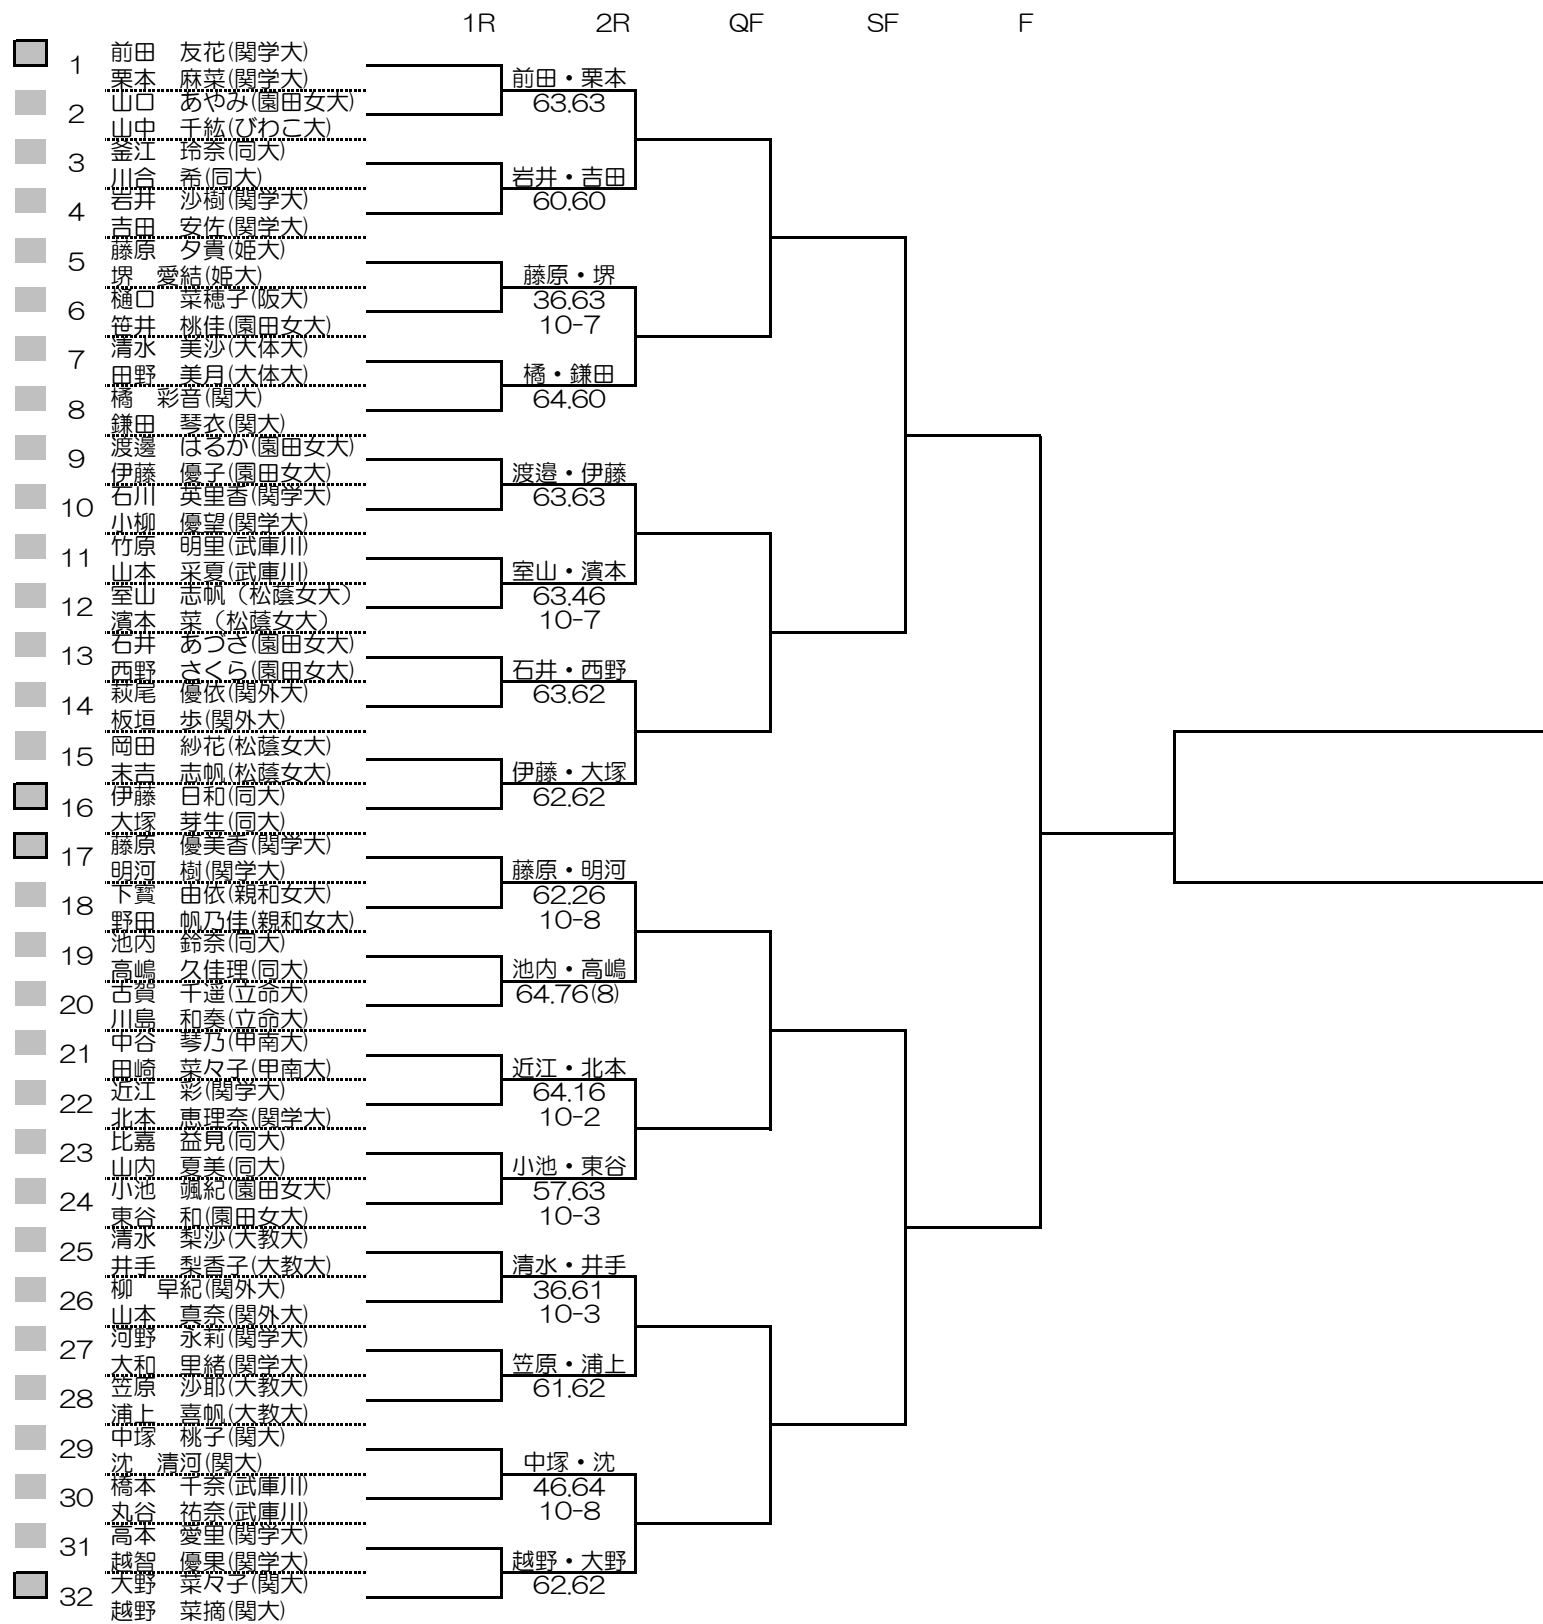 1R 2R QF SF F
前田 友花(関学大)
1
栗本 麻菜(関学大) 前田・栗本
山口 あやみ(園田女大) 63.63
2
山中 千紘(びわこ大)
釜江 玲奈(同大)
3
川合 希(同大) 岩井・吉田
岩井 沙樹(関学大) 60.60
4
吉田 安佐(関学大)
藤原 夕貴(姫大)
5
堺 愛結(姫大) 藤原・堺
樋口 菜穂子(阪大) 36.63
6
笹井 桃佳(園田女大) 10-7
清水 美沙(大体大)
7
田野 美月(大体大) 橘・鎌田
橘 彩音(関大) 64.60
8
鎌田 琴衣(関大)
渡邉 はるか(園田女大)
9
伊藤 優子(園田女大) 渡邉・伊藤
石川 英里香(関学大) 63.63
10
小柳 優望(関学大)
竹原 明里(武庫川)
11
山本 采夏(武庫川) 室山・濱本
室山 志帆（松蔭女大） 63.46
12
濱本 菜（松蔭女大） 10-7
石井 あづさ(園田女大)
13
西野 さくら(園田女大) 石井・西野
萩尾 優依(関外大) 63.62
14
板垣 歩(関外大)
岡田 紗花(松蔭女大)
15
末吉 志帆(松蔭女大) 伊藤・大塚
伊藤 日和(同大) 62.62
16
大塚 芽生(同大)
藤原 優美香(関学大)
17
明河 樹(関学大) 藤原・明河
下寳 由依(親和女大) 62.26
18
野田 帆乃佳(親和女大) 10-8
池内 鈴奈(同大)
19
高嶋 久佳理(同大) 池内・高嶋
古賀 千遥(立命大) 64.76(8)
20
川島 和奏(立命大)
中谷 琴乃(甲南大)
21
田崎 菜々子(甲南大) 近江・北本
近江 彩(関学大) 64.16
22
北本 恵理奈(関学大) 10-2
比嘉 益見(同大)
23
山内 夏美(同大) 小池・東谷
小池 颯紀(園田女大) 57.63
24
東谷 和(園田女大) 10-3
清水 梨沙(大教大)
25
井手 梨香子(大教大) 清水・井手
柳 早紀(関外大) 36.61
26
山本 真奈(関外大) 10-3
河野 永莉(関学大)
27
大和 里緒(関学大) 笠原・浦上
笠原 沙耶(大教大) 61.62
28
浦上 喜帆(大教大)
中塚 桃子(関大)
29
沈 清河(関大) 中塚・沈
橋本 千奈(武庫川) 46.64
30
丸谷 祐奈(武庫川) 10-8
高本 愛里(関学大)
31
越智 優果(関学大) 越野・大野
大野 菜々子(関大) 62.62
32
越野 菜摘(関大)